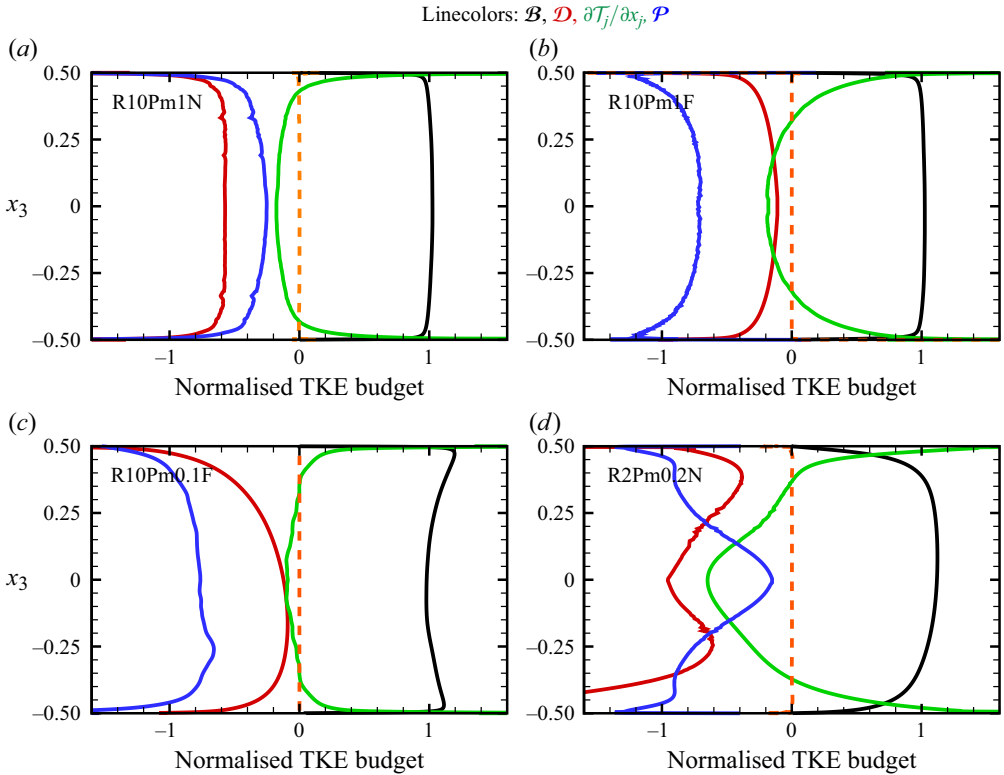 Linecolors: 𝓑, 𝓓, ∂𝒯j/∂xj, 𝓟
(a)
(b)
0.50
0.25
0
−0.25
−0.50
x3
R10Pm1N
−1
0
1
Normalised TKE budget
0.50
0.25
0
−0.25
−0.50
R10Pm1F
−1
0
1
Normalised TKE budget
(c)
(d)
0.50
0.25
0
−0.25
−0.50
x3
R10Pm0.1F
−1
0
1
Normalised TKE budget
0.50
0.25
0
−0.25
−0.50
R2Pm0.2N
−1
0
1
Normalised TKE budget